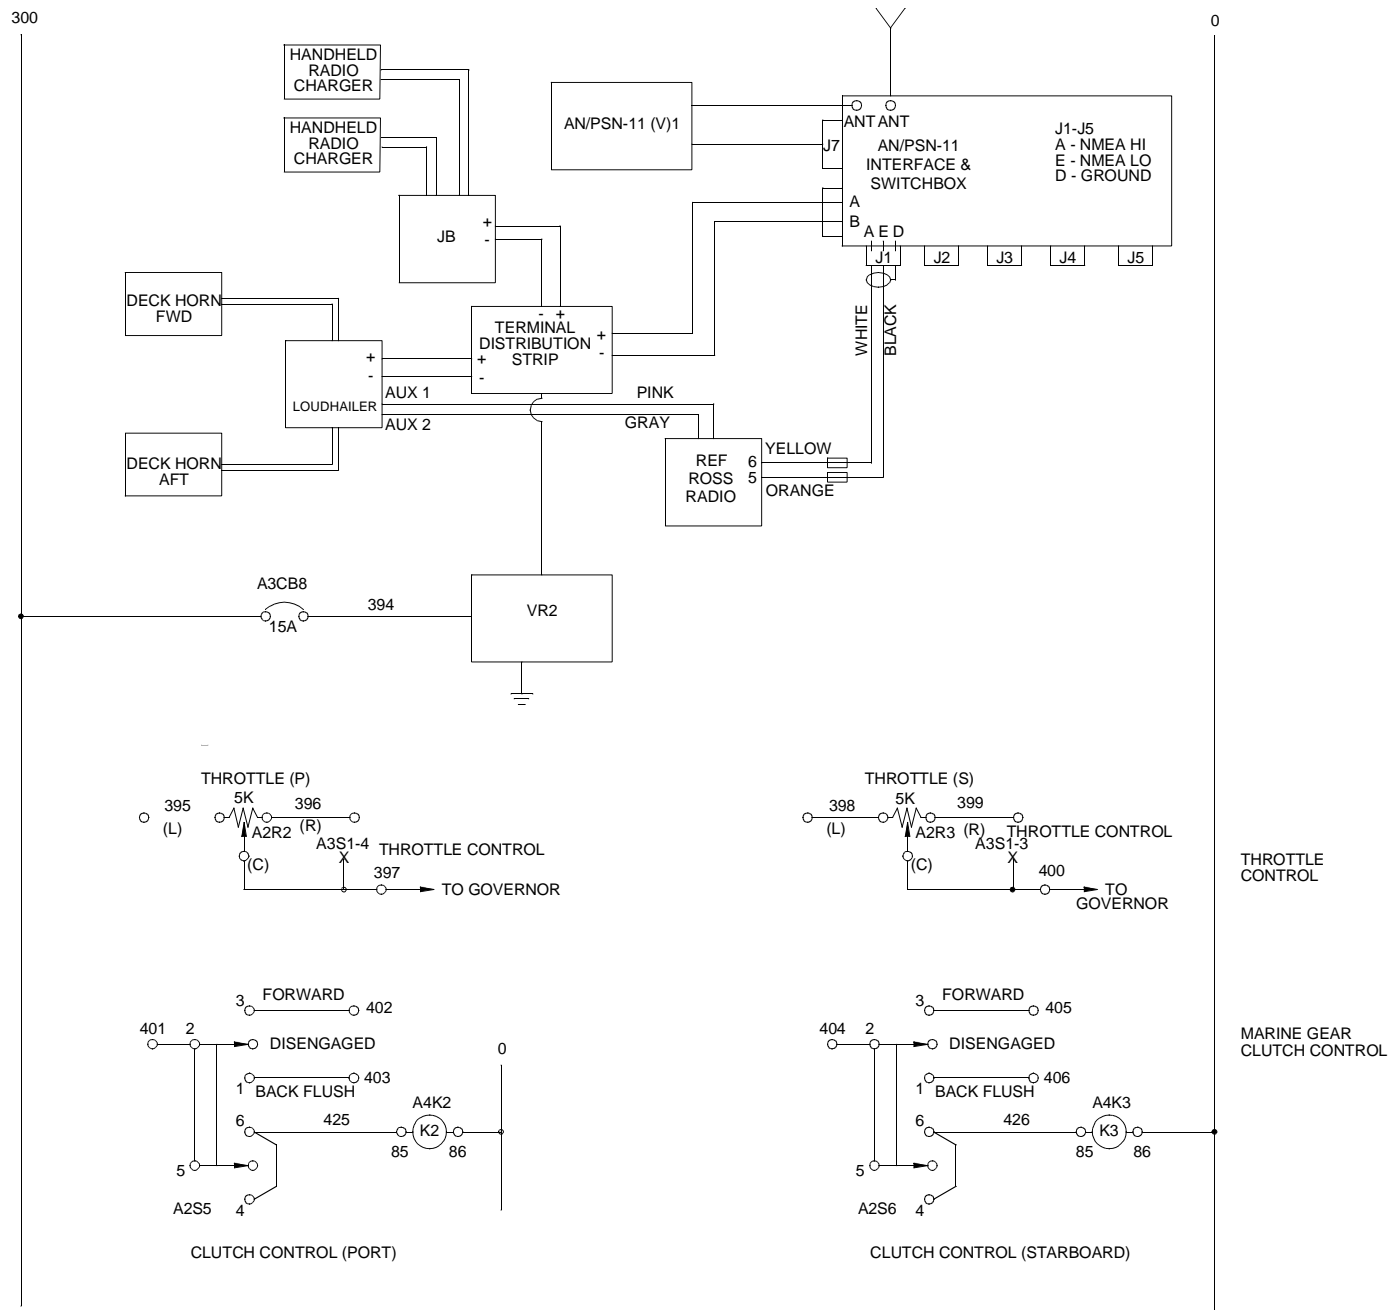 300
0
HANDHELD
RADIO
CHARGER
HANDHELD
RADIO
CHARGER
JB
+
-
AN/PSN-11 (V)1
ANT ANT
J7
AN/PSN-11
INTERFACE &
SWITCHBOX
J1-J5
A - NMEA HI
E - NMEA LO
D - GROUND
A
B
A E D
J1
J2
J3
J4
J5
DECK HORN
FWD
- +
TERMINAL
DISTRIBUTION
STRIP
+
-
+
-
+
-
LOUDHAILER
AUX 1
AUX 2
PINK
GRAY
WHITE
BLACK
DECK HORN
AFT
REF
ROSS
RADIO
6
5
YELLOW
ORANGE
A3CB8
15A
394
VR2
THROTTLE (P)
395
(L)
5K
396
(R)
A2R2
A3S1-4
X
(C)
THROTTLE CONTROL
397
TO GOVERNOR
THROTTLE (S)
398
(L)
5K
399
(R)
A2R3
A3S1-3
X
(C)
THROTTLE CONTROL
400
TO
GOVERNOR
THROTTLE
CONTROL
3
FORWARD
402
401
2
DISENGAGED
1
BACK FLUSH
403
0
6
425
A4K2
K2
85
86
5
A2S5
4
CLUTCH CONTROL (PORT)
3
FORWARD
405
404
2
DISENGAGED
1
BACK FLUSH
406
6
426
A4K3
K3
85
86
5
A2S6
4
CLUTCH CONTROL (STARBOARD)
MARINE GEAR
CLUTCH CONTROL